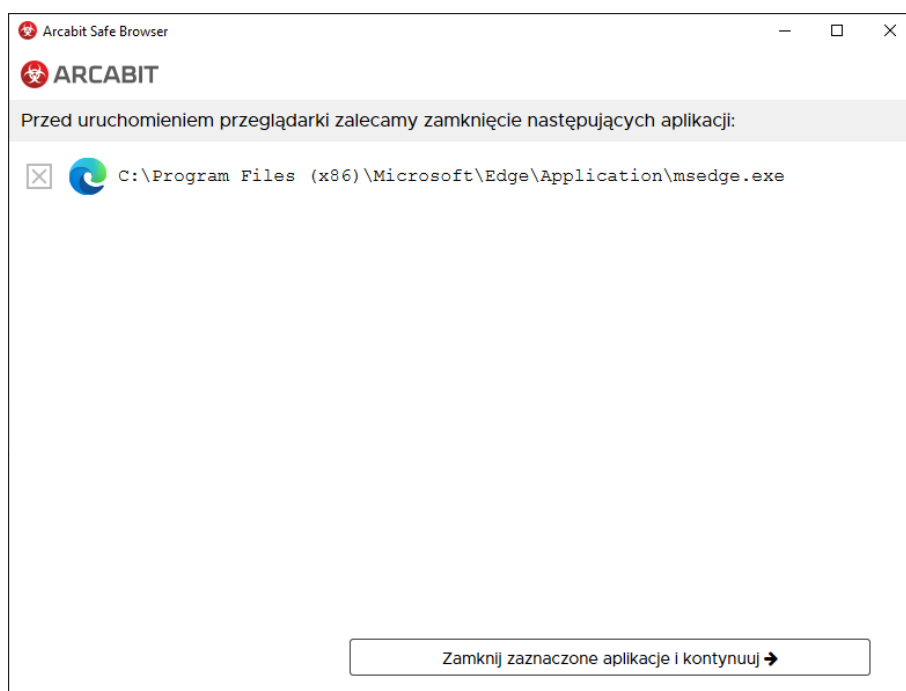 Arcabit Safe Browser
ARCABIT
Przed uruchomieniem przeglądarki zalecamy zamknięcie następujących aplikacji:
C:\Program Files (x86)\Microsoft\Edge\Application\msedge.exe
Zamknij zaznaczone aplikacje i kontynuuj →